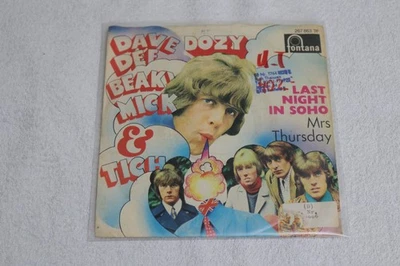 DAVE DOZY
DEE
BEAKY
MICK
&
TICH
fontana
LAST
NIGHT
IN SOHO
Mrs
Thursday